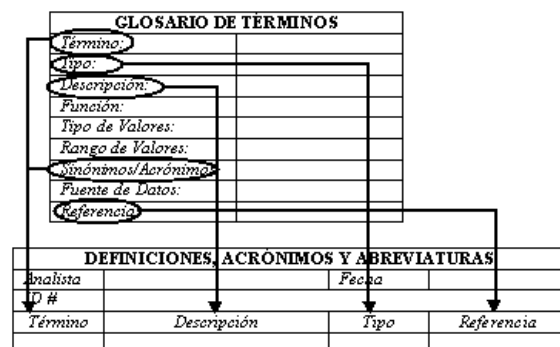 GLOSARIO DE TÉRMINOS
Término:
Tipo:
Descripción:
Función:
Tipo de Valores:
Rango de Valores:
Sinónimos/Acrónimo
Fuente de Datos:
Referencia
DEFINICIONES, ACRÓNIMOS Y ABREVIATURAS
Analista Fecha
ID #
Término Descripción Tipo Referencia